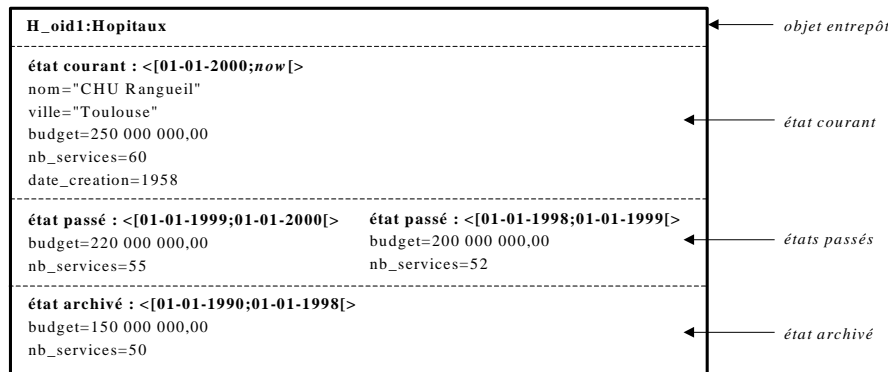 H_oid1:Hopitaux
objet entrepôt
état courant : <[01-01-2000;now[>
nom="CHU Rangueil"
ville="Toulouse"
budget=250 000 000,00
nb_services=60
date_creation=1958
état courant
état passé : <[01-01-1999;01-01-2000[>
budget=220 000 000,00
nb_services=55
état passé : <[01-01-1998;01-01-1999[>
budget=200 000 000,00
nb_services=52
états passés
état archivé : <[01-01-1990;01-01-1998[>
budget=150 000 000,00
nb_services=50
état archivé